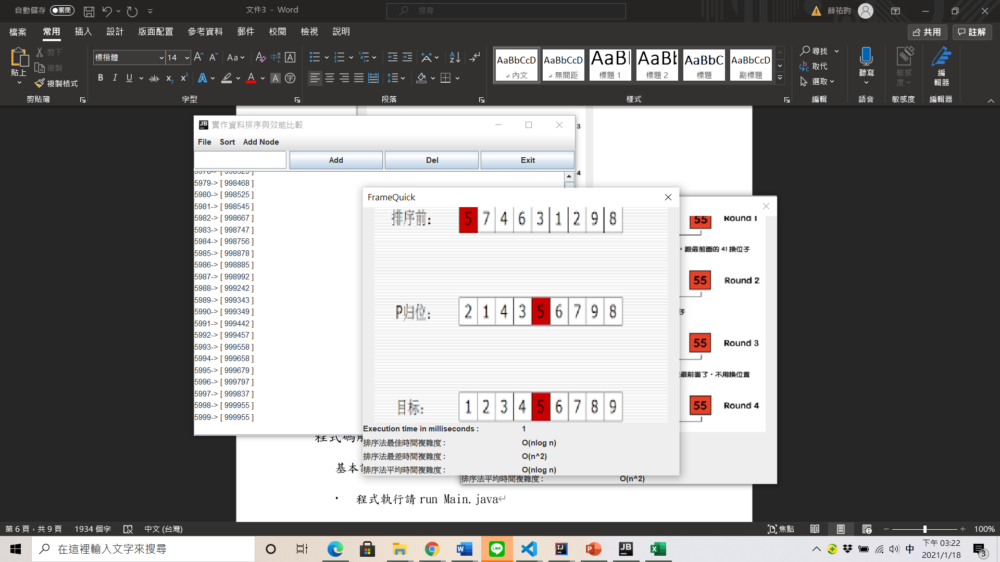 自動儲存 關閉
文件3 - Word
搜尋
薛祐昀
檔案 常用 插入 設計 版面配置 參考資料 郵件 校閱 檢視 說明
共用 註解
貼上
剪下
複製
複製格式
剪貼簿
標楷體 14
字型
段落
AaBbCcD 內文
AaBbCcD 無間距
AaBl 標題 1
AaBb 標題 2
AaBbC 標題
AaBbCcD 副標題
樣式
尋找
取代
選取
編輯
聽寫
語音
敏感度
敏感度
編輯器
編輯器
實作資料排序與效能比較
File Sort Add Node
Add Del Exit
5978-> [ 998529 ]
5979-> [ 998468 ]
5980-> [ 998525 ]
5981-> [ 998545 ]
5982-> [ 998667 ]
5983-> [ 998747 ]
5984-> [ 998756 ]
5985-> [ 998878 ]
5986-> [ 998885 ]
5987-> [ 998992 ]
5988-> [ 999242 ]
5989-> [ 999343 ]
5990-> [ 999349 ]
5991-> [ 999442 ]
5992-> [ 999457 ]
5993-> [ 999558 ]
5994-> [ 999658 ]
5995-> [ 999679 ]
5996-> [ 999797 ]
5997-> [ 999837 ]
5998-> [ 999955 ]
5999-> [ 999955 ]
3
4
FrameQuick
排序前: 5 7 4 6 3 1 2 9 8
P归位: 2 1 4 3 5 6 7 9 8
目标: 1 2 3 4 5 6 7 8 9
Execution time in milliseconds : 1
排序法最佳時間複雜度 : O(nlog n)
排序法最差時間複雜度 : O(n^2)
排序法平均時間複雜度 : O(nlog n)
55 Round 1
，跟最前面的 41 換位子
55 Round 2
子
55 Round 3
最前面了，不用換位置
55 Round 4
排序法平均時間複雜度 : O(n^2)
程式碼
基本
▪ 程式執行請 run Main.java
第 6 頁，共 9 頁 1934 個字 中文 (台灣)
焦點 100%
在這裡輸入文字來搜尋
中
下午 03:22
2021/1/18
3